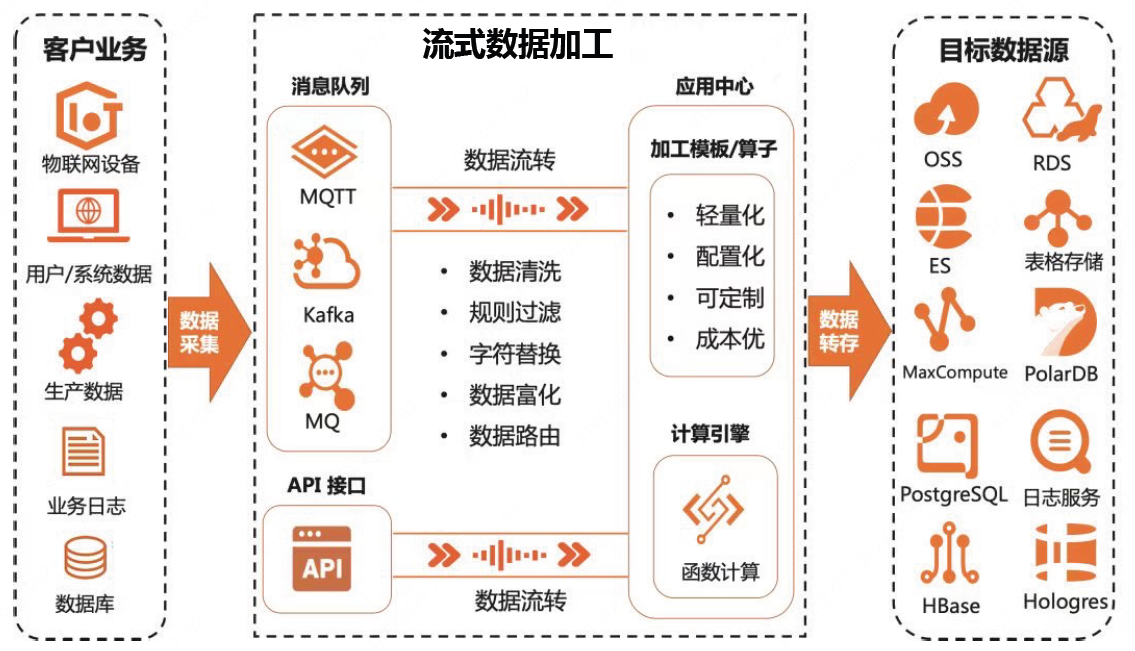 客户业务
IoT
物联网设备
用户/系统数据
生产数据
业务日志
数据库
数据
采集
流式数据加工
消息队列
MQTT
Kafka
MQ
API 接口
API
数据流转
• 数据清洗
• 规则过滤
• 字符替换
• 数据富化
• 数据路由
数据流转
应用中心
加工模板/算子
• 轻量化
• 配置化
• 可定制
• 成本优
计算引擎
函数计算
数据
转存
目标数据源
OSS
RDS
ES
表格存储
MaxCompute
PolarDB
PostgreSQL
日志服务
HBase
Hologres